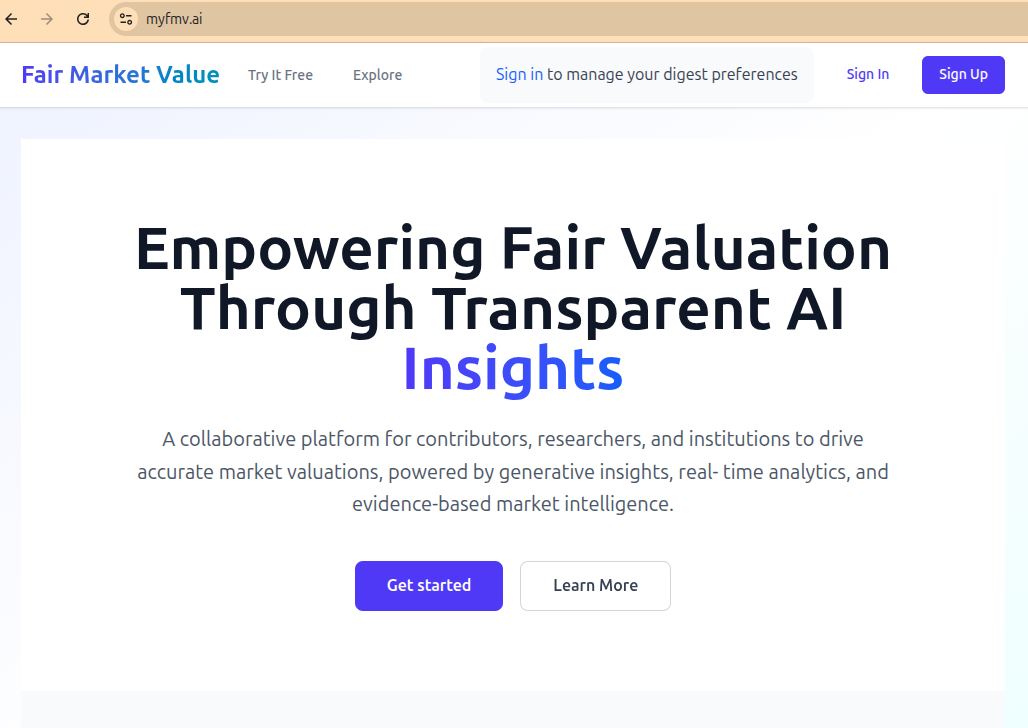 myfmv.ai
Fair Market Value Try It Free Explore Sign in to manage your digest preferences Sign In Sign Up
Empowering Fair Valuation
Through Transparent AI
Insights
A collaborative platform for contributors, researchers, and institutions to drive
accurate market valuations, powered by generative insights, real- time analytics, and
evidence-based market intelligence.
Get started Learn More